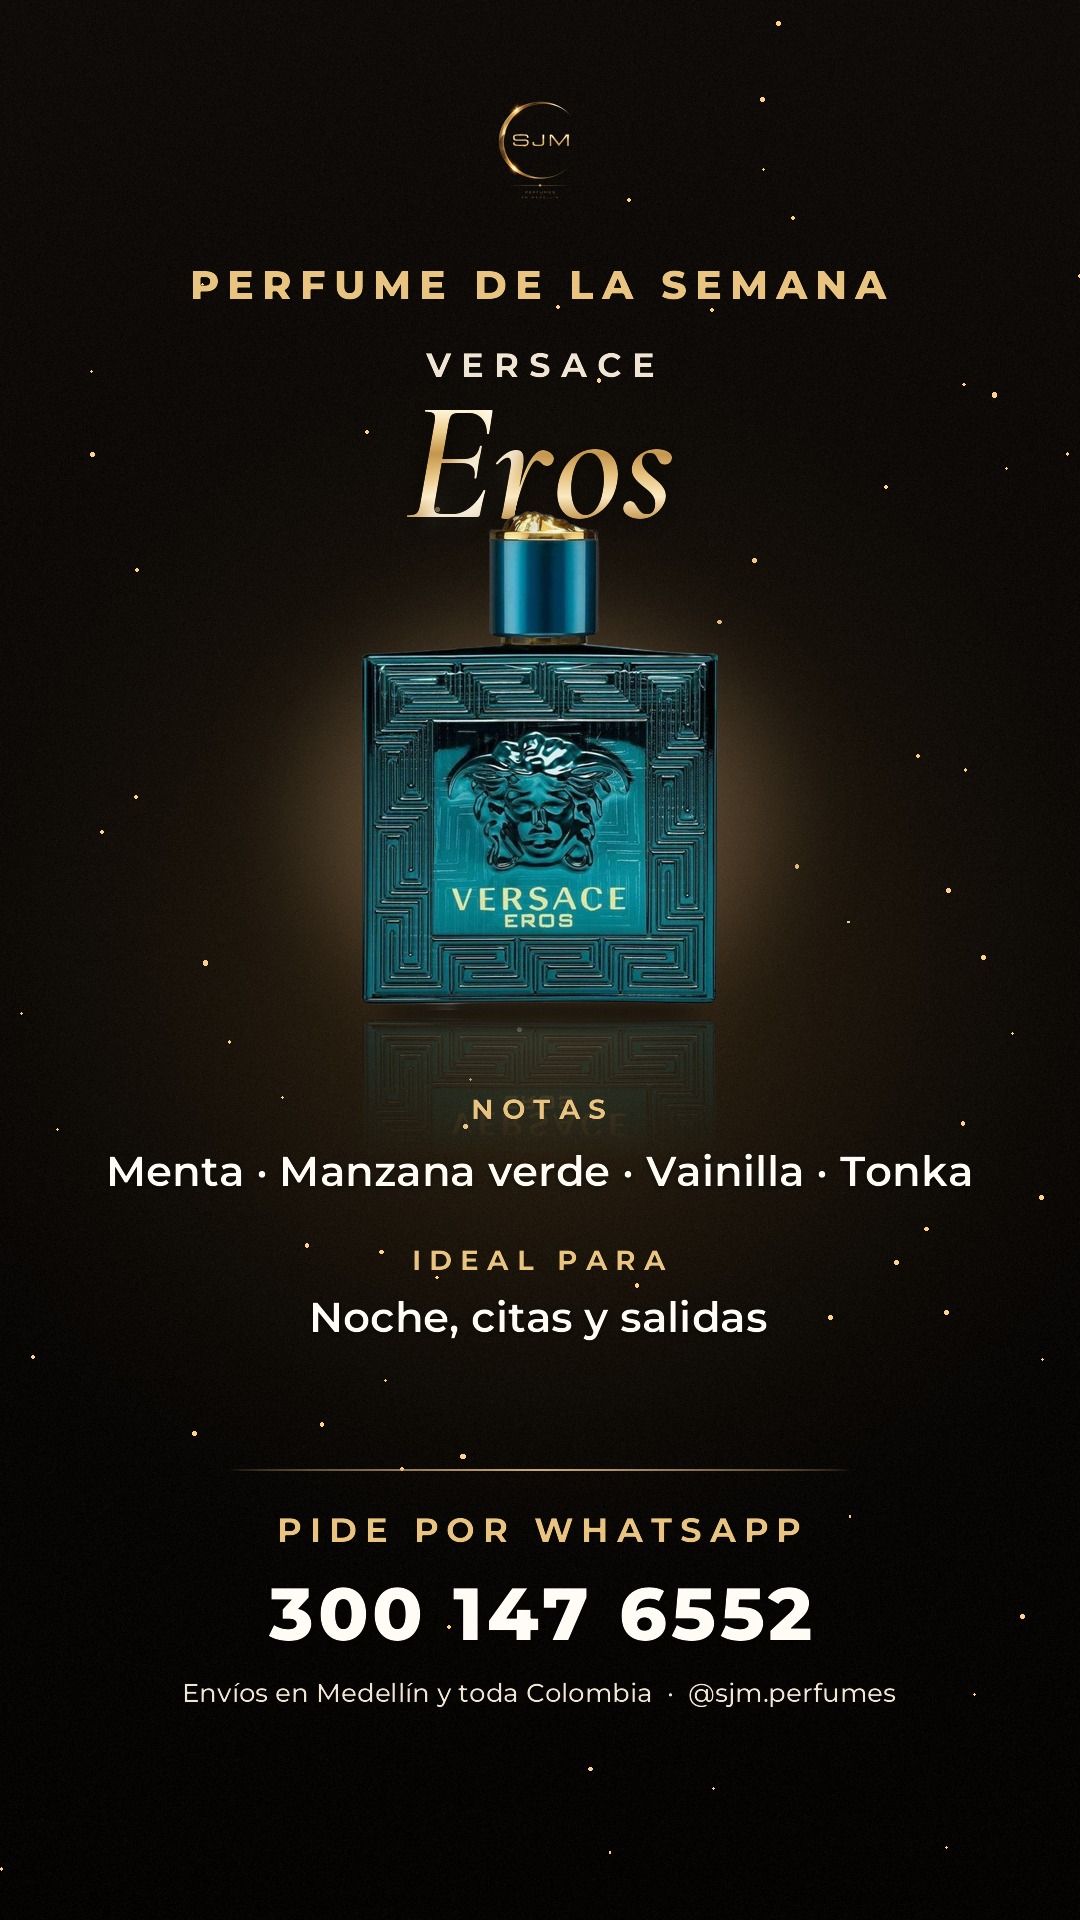 SJM
PERFUME DE LA SEMANA
VERSACE
Eros
VERSACE
EROS
NOTAS
Menta · Manzana verde · Vainilla · Tonka
IDEAL PARA
Noche, citas y salidas
PIDE POR WHATSAPP
300 147 6552
Envíos en Medellín y toda Colombia · @sjm.perfumes